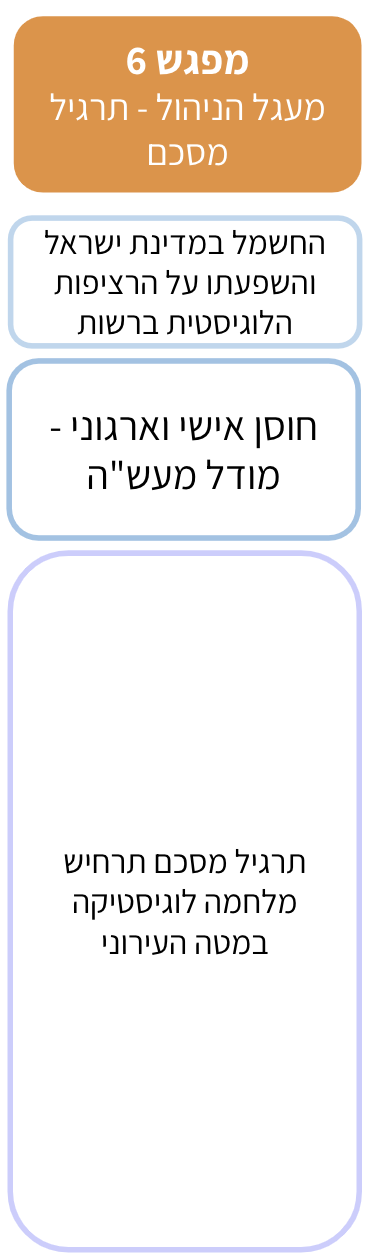 מפגש 6
מעגל הניהול - תרגיל
מסכם
החשמל במדינת ישראל
והשפעתו על הרציפות
הלוגיסטית ברשות
חוסן אישי וארגוני -
מודל מעש"ה
תרגיל מסכם תרחיש
מלחמה לוגיסטיקה
במטה העירוני